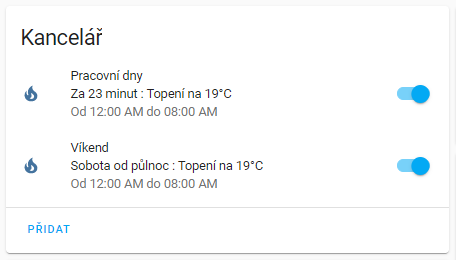 Kancelář
Pracovní dny
Za 23 minut : Topení na 19°C
Od 12:00 AM do 08:00 AM
Víkend
Sobota od půlnoc : Topení na 19°C
Od 12:00 AM do 08:00 AM
PŘIDAT